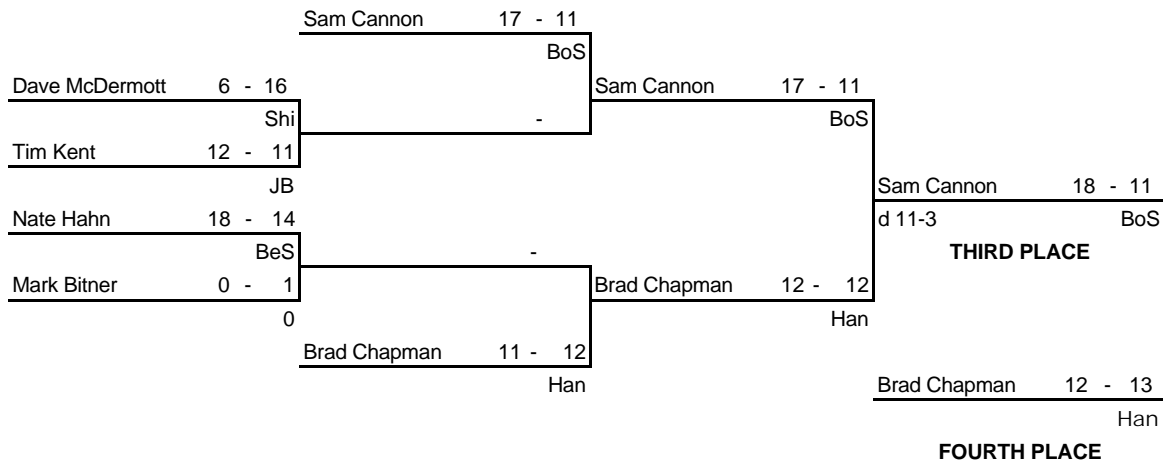 Sam Cannon 17 - 11
BoS
Dave McDermott 6 - 16
Sam Cannon 17 - 11
Shi
-
BoS
Tim Kent 12 - 11
JB
Sam Cannon 18 - 11
Nate Hahn 18 - 14
d 11-3 BoS
BeS
-
THIRD PLACE
Mark Bitner 0 - 1
Brad Chapman 12 - 12
0
Han
Brad Chapman 11 - 12
Han
Brad Chapman 12 - 13
Han
FOURTH PLACE